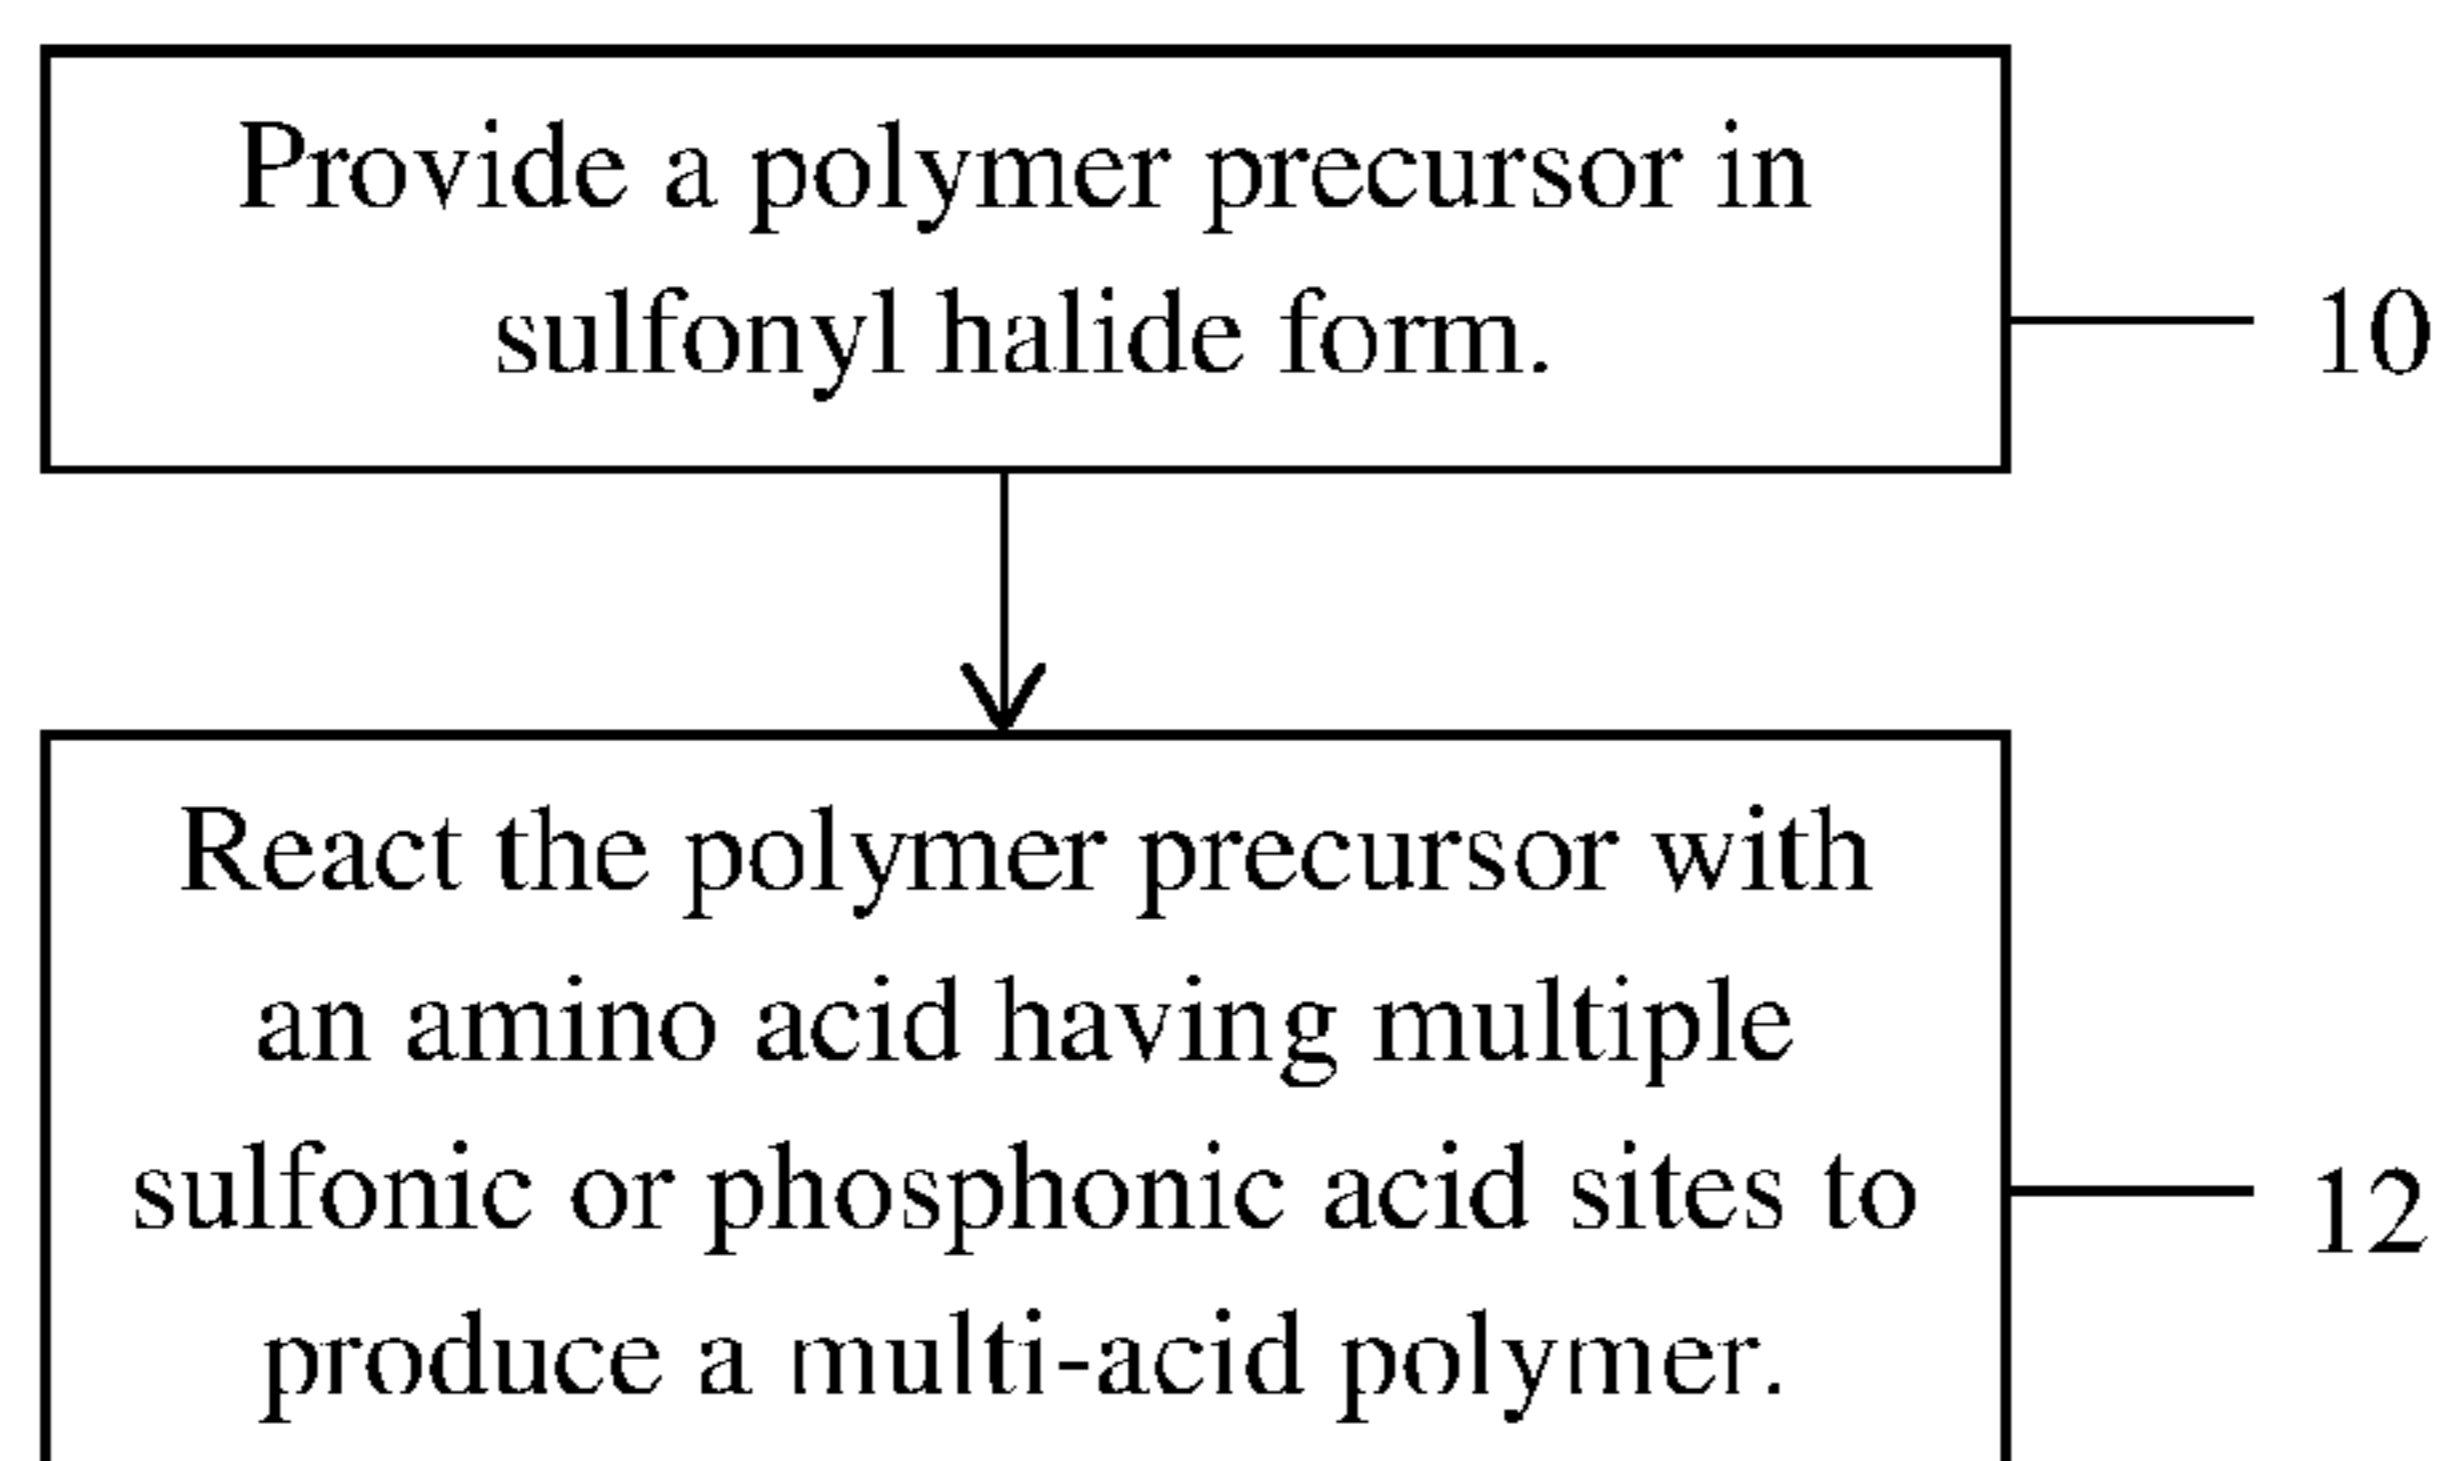 Provide a polymer precursor in
sulfonyl halide form.
10
React the polymer precursor with
an amino acid having multiple
sulfonic or phosphonic acid sites to
12
produce a multi-acid polymer.